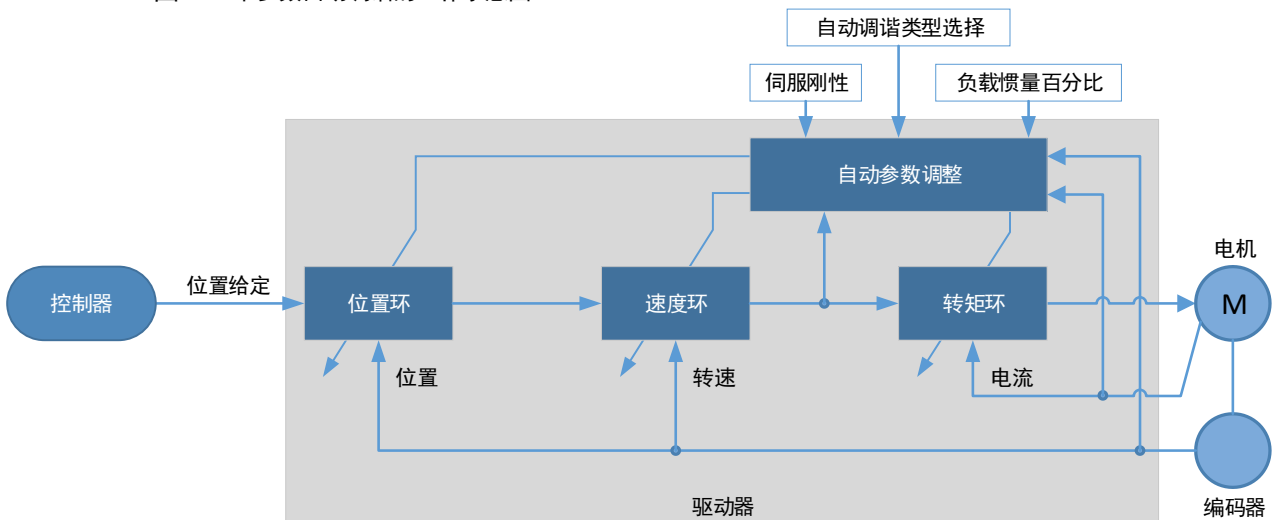 自动调谐类型选择
伺服刚性
负载惯量百分比
自动参数调整
电机
控制器
位置给定
位置环
速度环
转矩环
M
位置
转速
电流
驱动器
编码器